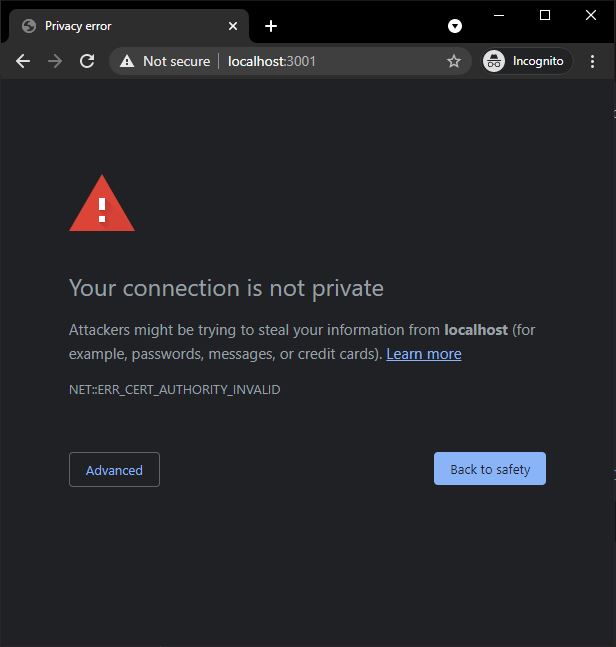 Privacy error
Not secure localhost:3001 Incognito
Your connection is not private
Attackers might be trying to steal your information from localhost (for
example, passwords, messages, or credit cards). Learn more
NET::ERR_CERT_AUTHORITY_INVALID
Advanced Back to safety